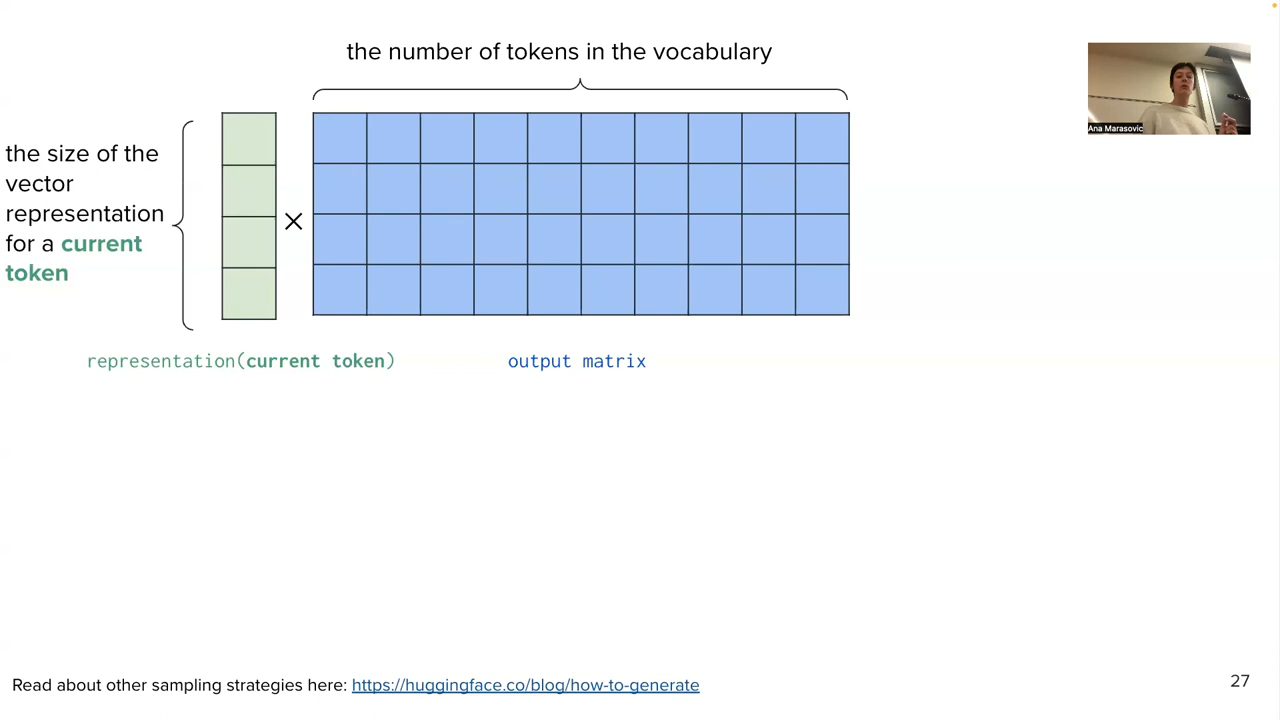 the number of tokens in the vocabulary
Ana Marasovic
the size of the
vector
representation
for a current
token
×
representation(current token)
output matrix
Read about other sampling strategies here: https://huggingface.co/blog/how-to-generate
27